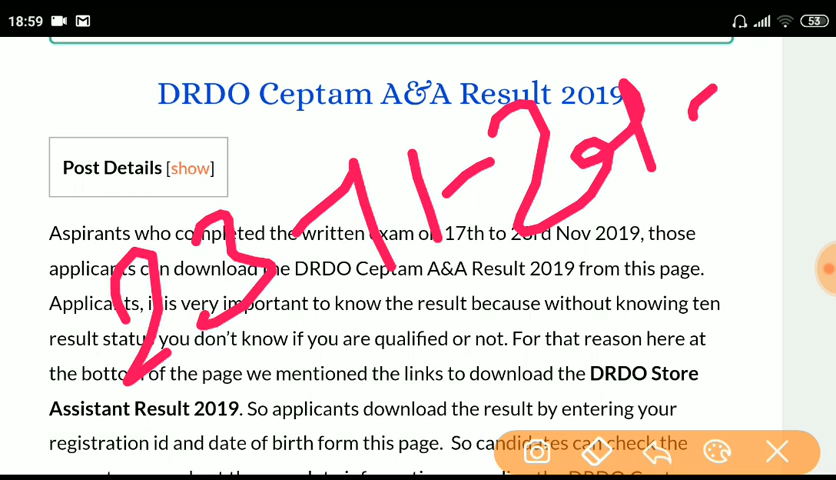 18:59
53
DRDO Ceptam A&A Result 2019
Post Details [show]
Aspirants who completed the written exam on 17th to 23rd Nov 2019, those
applicants can download the DRDO Ceptam A&A Result 2019 from this page.
Applicants, it is very important to know the result because without knowing ten
result status you don't know if you are qualified or not. For that reason here at
the bottom of the page we mentioned the links to download the DRDO Store
Assistant Result 2019. So applicants download the result by entering your
registration id and date of birth form this page. So candidates can check the